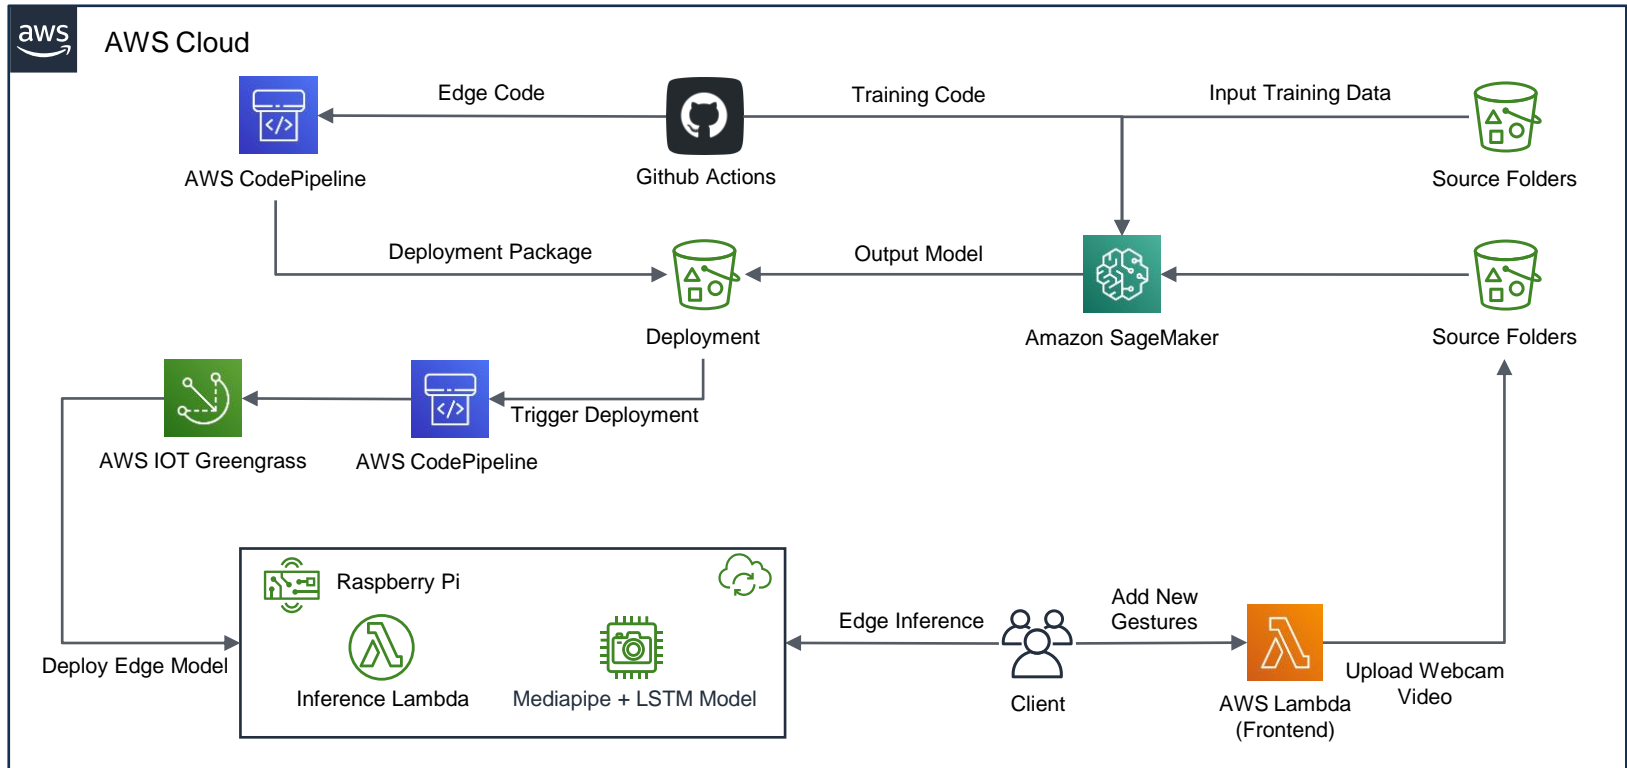 aws
AWS Cloud
Edge Code
Training Code
Input Training Data
AWS CodePipeline
Github Actions
Source Folders
Deployment Package
Output Model
Deployment
Amazon SageMaker
Source Folders
Trigger Deployment
AWS IOT Greengrass
AWS CodePipeline
Raspberry Pi
Deploy Edge Model
Inference Lambda
Mediapipe + LSTM Model
Edge Inference
Client
Add New
Gestures
AWS Lambda
(Frontend)
Upload Webcam
Video